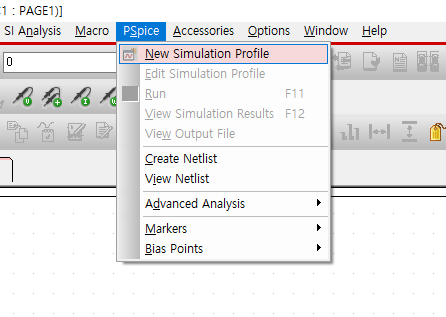 1 : PAGE1)]
SI Analysis Macro PSpice Accessories Options Window Help
0
New Simulation Profile
Edit Simulation Profile
Run F11
View Simulation Results F12
View Output File
Create Netlist
View Netlist
Advanced Analysis
Markers
Bias Points